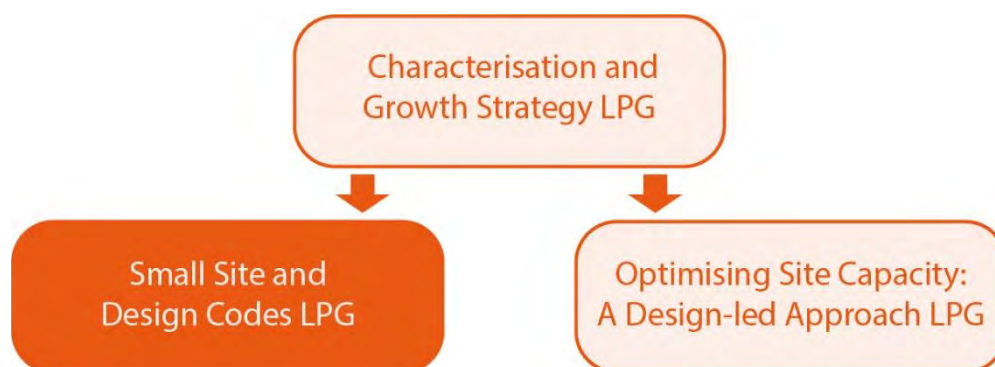 Characterisation and
Growth Strategy LPG
Small Site and
Design Codes LPG
Optimising Site Capacity:
A Design-led Approach LPG